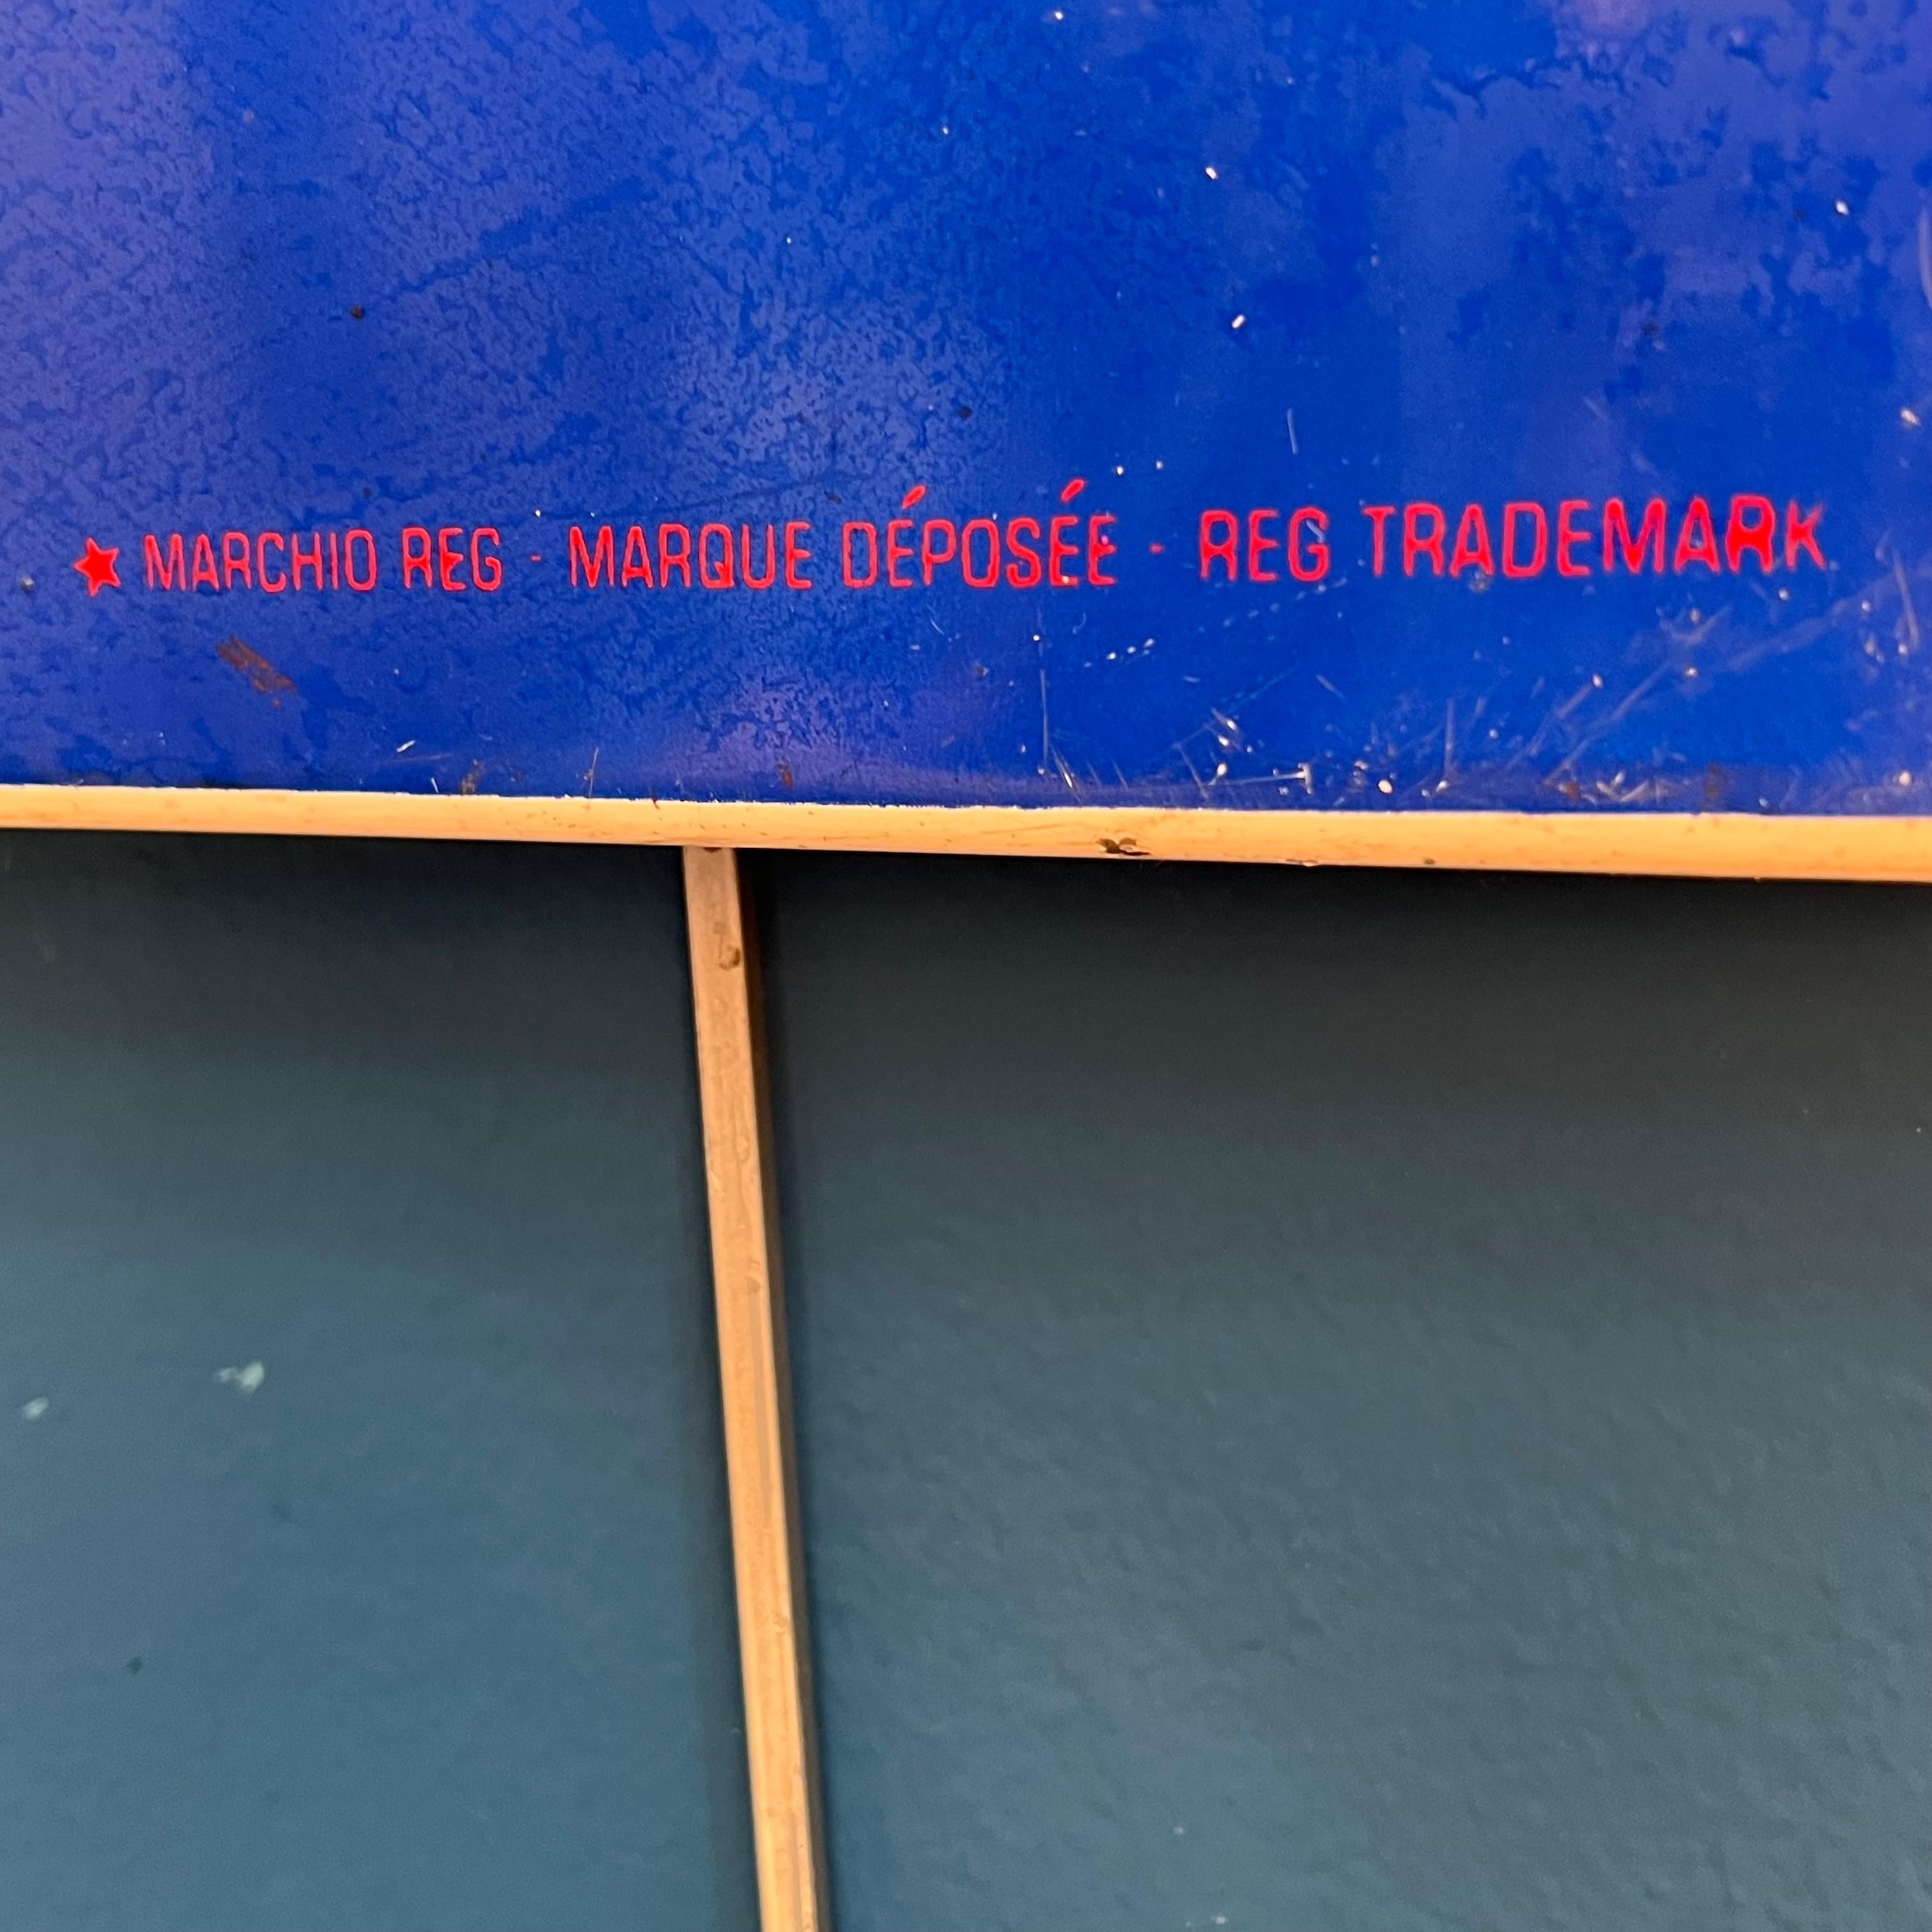 ★ MARCHIO REG - MARQUE DÉPOSÉE - REG TRADEMARK